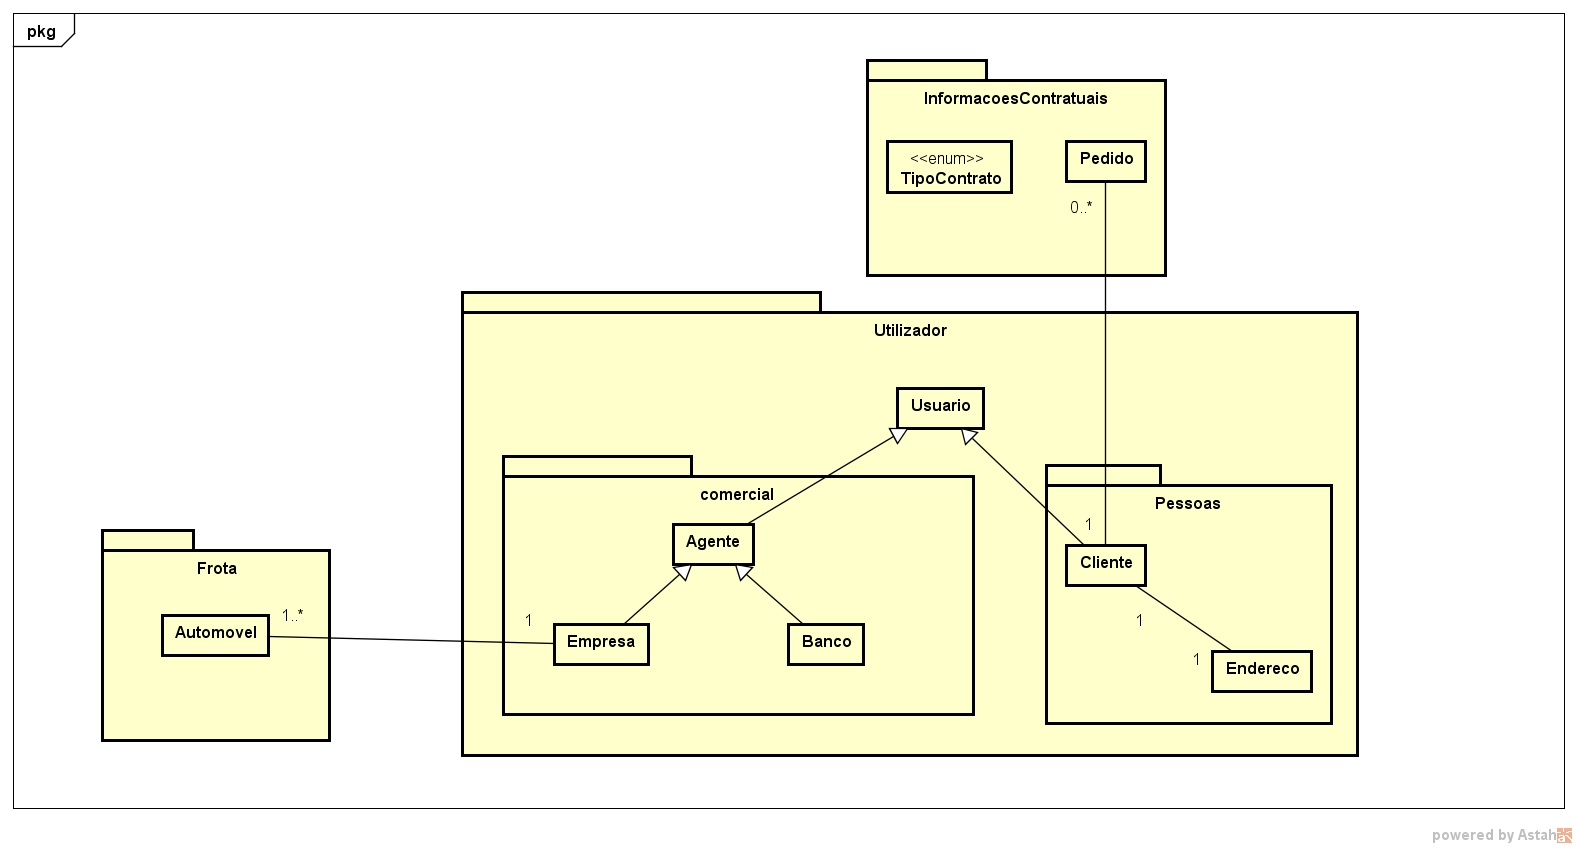 pkg
InformacoesContratuais
<<enum>>
TipoContrato
Pedido
0..*
Utilizador
Usuario
comercial
Pessoas
1
Agente
Cliente
Frota
1..*
Automovel
1
Empresa
Banco
1
1
Endereco
powered by Astah